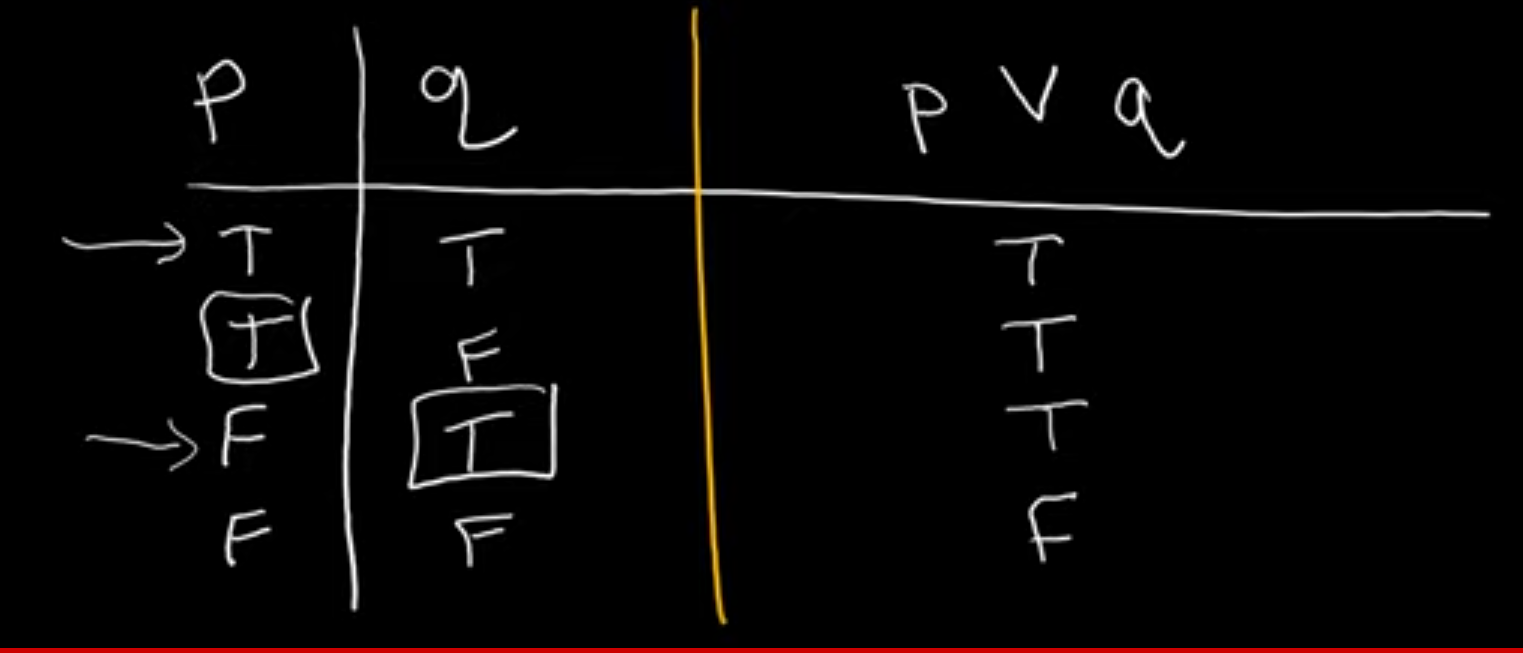 p q p ∨ q
T T T
T F T
F T T
F F F